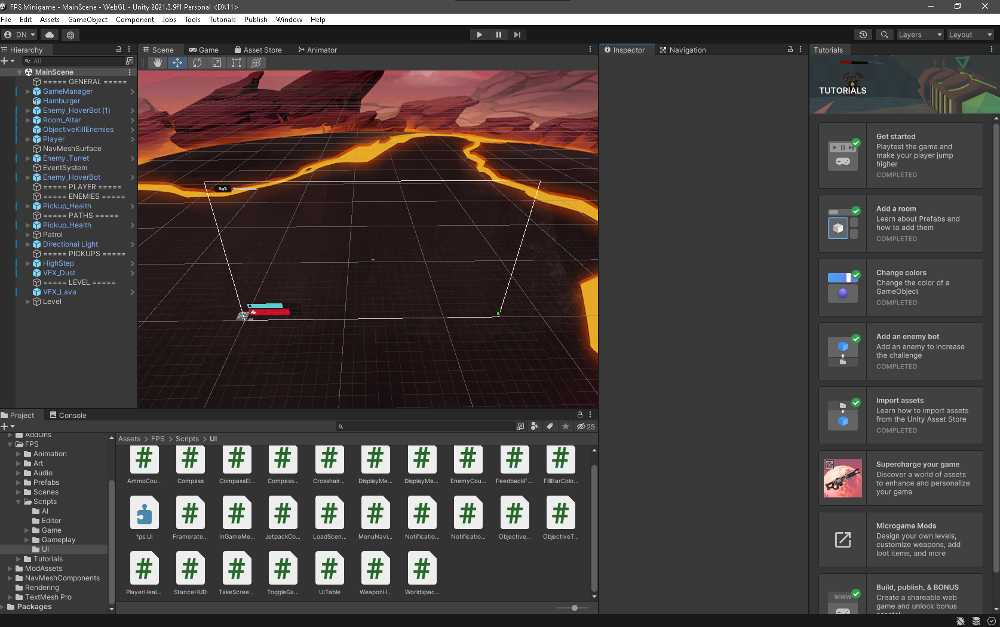 FPS Minigame - MainScene - WebGL - Unity 2021.3.9f1 Personal <DX11>
File Edit Assets GameObject Component Jobs Tools Tutorials Publish Window Help
DN Layers Layout
Hierarchy
All
MainScene
===== GENERAL =====
GameManager
Hamburger
Enemy_HoverBot (1)
Room_Altar
ObjectiveKillEnemies
Player
NavMeshSurface
Enemy_Turret
EventSystem
Enemy_HoverBot
===== PLAYER =====
===== ENEMIES =====
Pickup_Health
===== PATHS =====
Pickup_Health
Patrol
Directional Light
===== PICKUPS =====
HighStep
VFX_Dust
===== LEVEL =====
VFX_Lava
Level
Scene Game Asset Store Animator
Inspector Navigation
Tutorials
TUTORIALS
Get started
Playtest the game and
make your player jump
higher
COMPLETED
Add a room
Learn about Prefabs and
how to add them
COMPLETED
Change colors
Change the color of a
GameObject
COMPLETED
Add an enemy bot
Add an enemy to increase
the challenge
COMPLETED
Import assets
Learn how to import assets
from the Unity Asset Store
COMPLETED
Supercharge your game
Discover a world of assets
to enhance and personalize
your game
Microgame Mods
Design your own levels,
customize weapons, add
loot items, and more
Build, publish, & BONUS
Create a shareable web
game and unlock bonus
WWW
Project Console
25
AddOns
FPS
Animation
Art
Audio
Prefabs
Scenes
Scripts
AI
Editor
Game
Gameplay
UI
Tutorials
ModAssets
NavMeshComponents
Rendering
TextMesh Pro
Packages
Assets > FPS > Scripts > UI
AmmoCou... Compass CompassEl... Compass... Crosshair... DisplayMe... DisplayMe... EnemyCou... FeedbackF... FillBarColo...
fps.UI Framerate... InGameMe... JetpackCo... LoadScen... MenuNavi... Notificatio... Notificatio... Objective... ObjectiveT...
PlayerHeal... StanceHUD TakeScree... ToggleGa... UITable WeaponH... Worldspac...